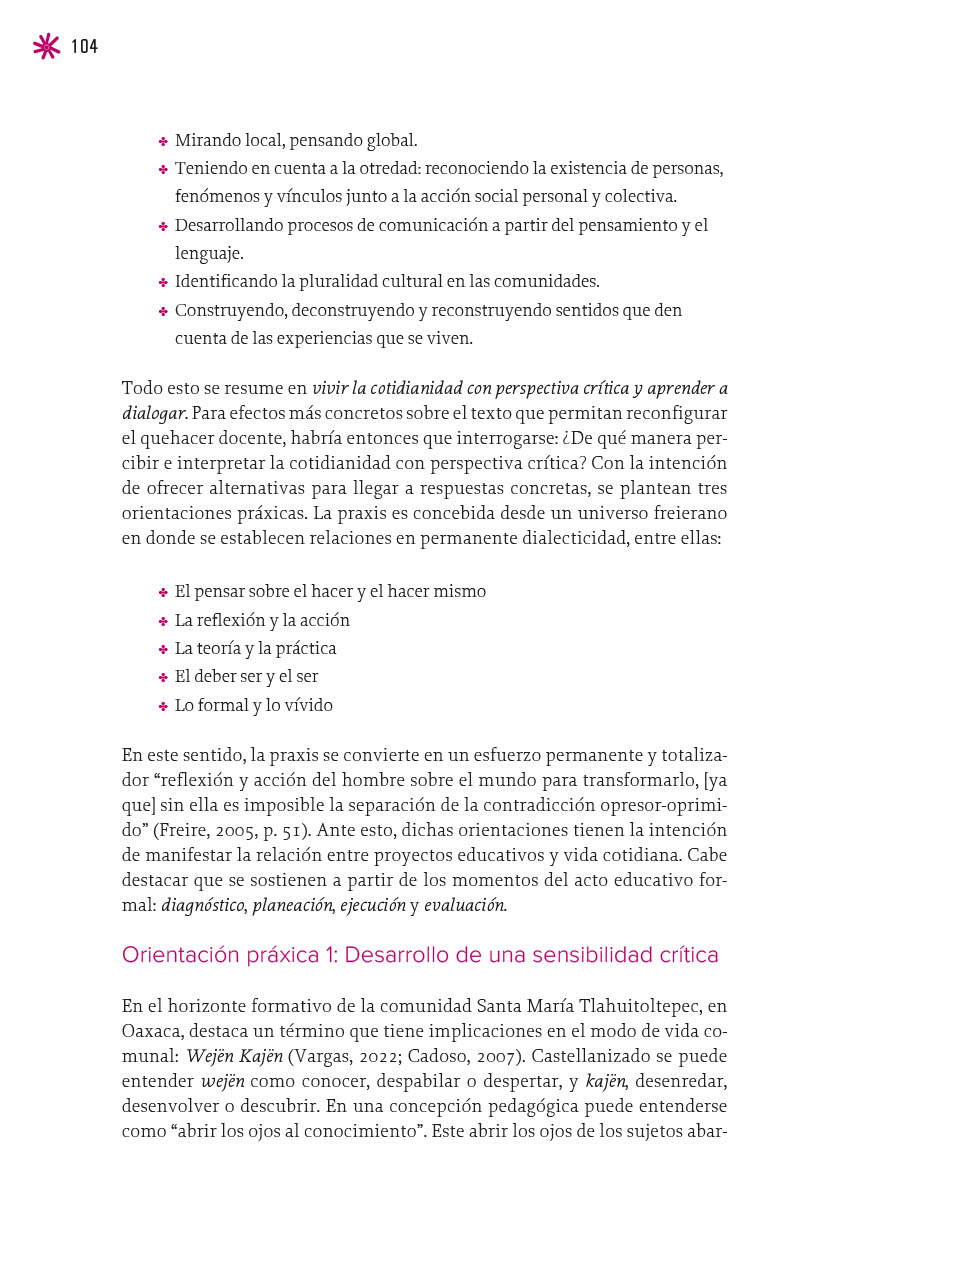 104
Mirando local, pensando global.
Teniendo en cuenta a la otredad: reconociendo la existencia de personas,
fenómenos y vínculos junto a la acción social personal y colectiva.
Desarrollando procesos de comunicación a partir del pensamiento y el
lenguaje.
Identificando la pluralidad cultural en las comunidades.
Construyendo, deconstruyendo y reconstruyendo sentidos que den
cuenta de las experiencias que se viven.
Todo esto se resume en vivir la cotidianidad con perspectiva crítica y aprender a
dialogar. Para efectos más concretos sobre el texto que permitan reconfigurar
el quehacer docente, habría entonces que interrogarse: ¿De qué manera per-
cibir e interpretar la cotidianidad con perspectiva crítica? Con la intención
de ofrecer alternativas para llegar a respuestas concretas, se plantean tres
orientaciones práxicas. La praxis es concebida desde un universo freierano
en donde se establecen relaciones en permanente dialecticidad, entre ellas:
El pensar sobre el hacer y el hacer mismo
La reflexión y la acción
La teoría y la práctica
El deber ser y el ser
Lo formal y lo vívido
En este sentido, la praxis se convierte en un esfuerzo permanente y totaliza-
dor “reflexión y acción del hombre sobre el mundo para transformarlo, [ya
que] sin ella es imposible la separación de la contradicción opresor-oprimi-
do” (Freire, 2005, p. 51). Ante esto, dichas orientaciones tienen la intención
de manifestar la relación entre proyectos educativos y vida cotidiana. Cabe
destacar que se sostienen a partir de los momentos del acto educativo for-
mal: diagnóstico, planeación, ejecución y evaluación.
Orientación práxica 1: Desarrollo de una sensibilidad crítica
En el horizonte formativo de la comunidad Santa María Tlahuitoltepec, en
Oaxaca, destaca un término que tiene implicaciones en el modo de vida co-
munal: Wejën Kajën (Vargas, 2022; Cadoso, 2007). Castellanizado se puede
entender wejën como conocer, despabilar o despertar, y kajën, desenredar,
desenvolver o descubrir. En una concepción pedagógica puede entenderse
como “abrir los ojos al conocimiento”. Este abrir los ojos de los sujetos abar-